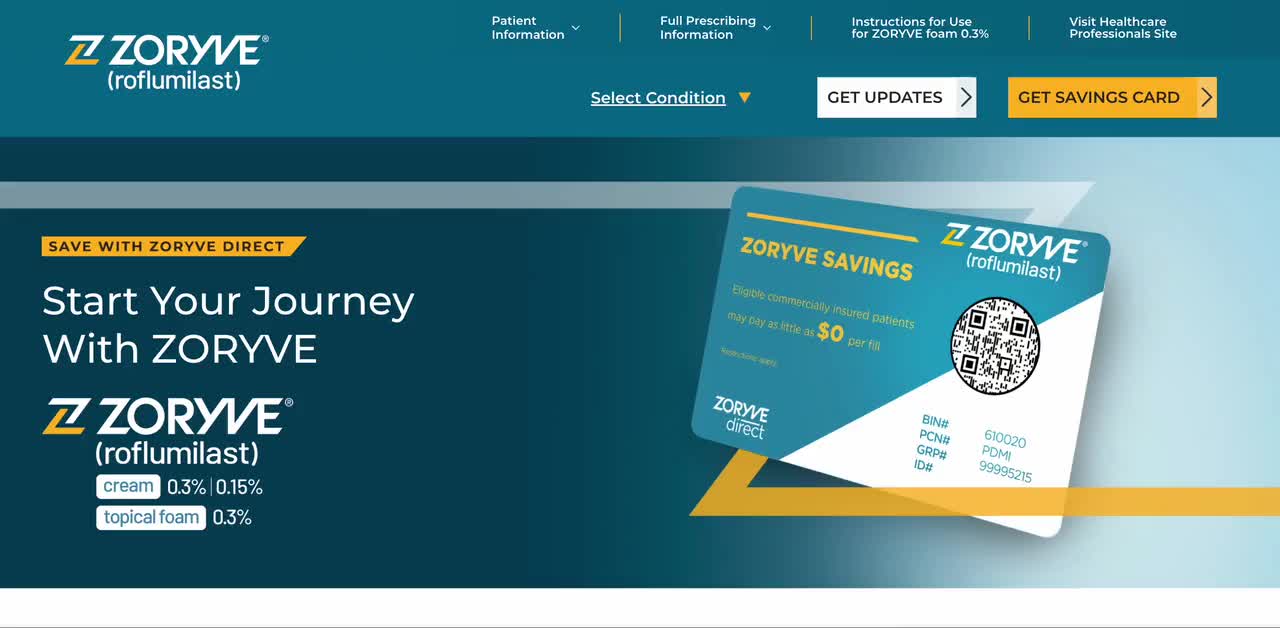 Patient
Information
Full Prescribing
Information
Instructions for Use
for ZORYVE foam 0.3%
Visit Healthcare
Professionals Site
ZORYVE®
(roflumilast)
Select Condition
GET UPDATES
GET SAVINGS CARD
SAVE WITH ZORYVE DIRECT
Start Your Journey
With ZORYVE
ZORYVE®
(roflumilast)
cream 0.3% | 0.15%
topical foam 0.3%
ZORYVE SAVINGS
Eligible commercially insured patients
may pay as little as $0 per fill
Restrictions apply.
ZORYVE
direct
ZORYVE®
(roflumilast)
BIN# 610020
PCN# PDMI
GRP# 99995215
ID#